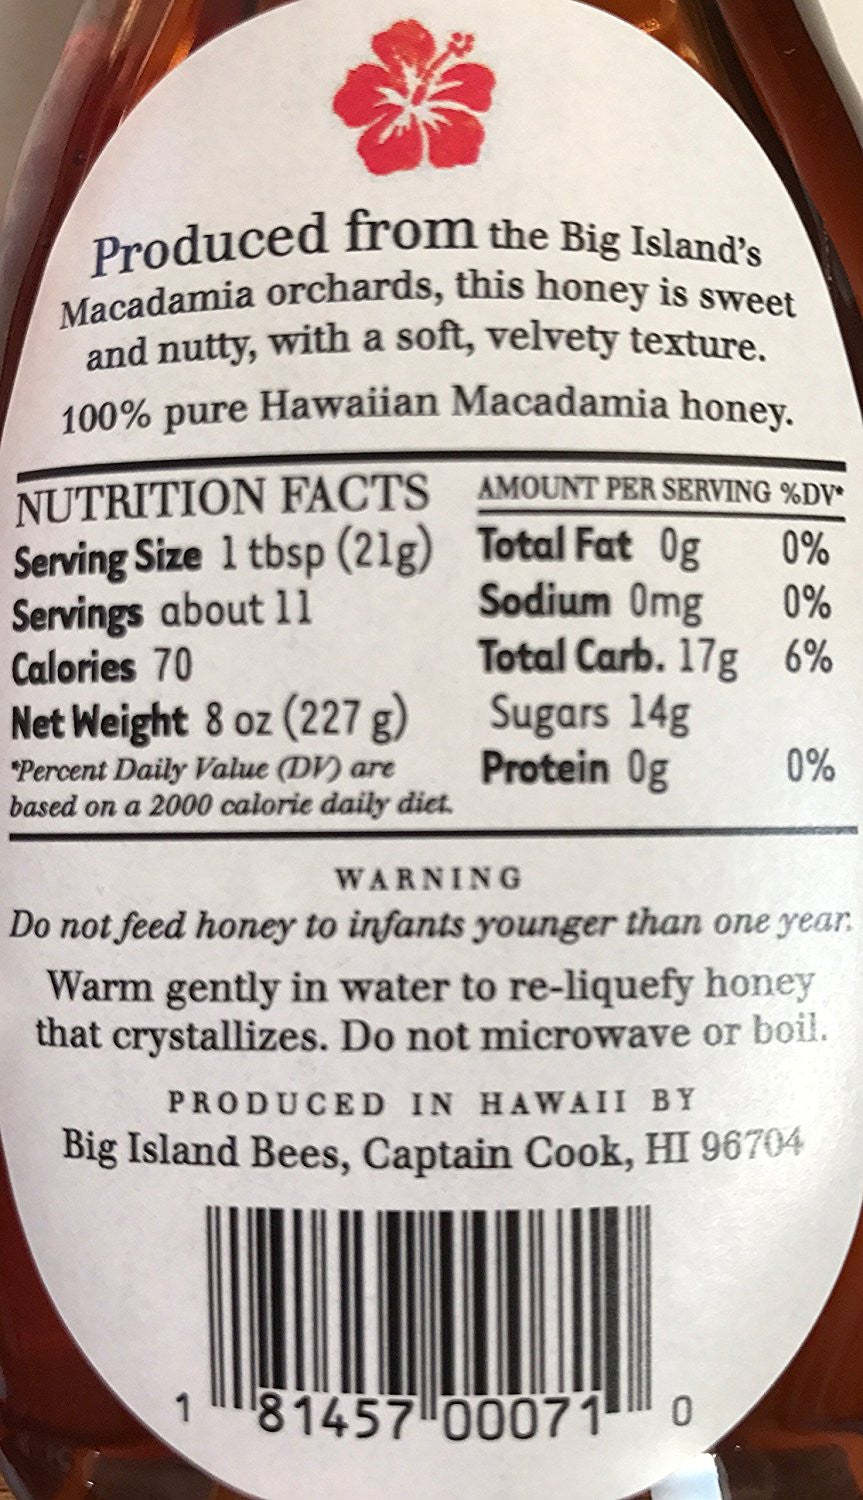 Produced from the Big Island's
Macadamia orchards, this honey is sweet
and nutty, with a soft, velvety texture.
100% pure Hawaiian Macadamia honey.
NUTRITION FACTS
Serving Size 1 tbsp (21g)
Servings about 11
Calories 70
Net Weight 8 oz (227 g)
*Percent Daily Value (DV) are
based on a 2000 calorie daily diet.
AMOUNT PER SERVING %DV*
Total Fat 0g 0%
Sodium 0mg 0%
Total Carb. 17g 6%
Sugars 14g
Protein 0g 0%
WARNING
Do not feed honey to infants younger than one year.
Warm gently in water to re-liquefy honey
that crystallizes. Do not microwave or boil.
PRODUCED IN HAWAII BY
Big Island Bees, Captain Cook, HI 96704
1 81457 00071 0